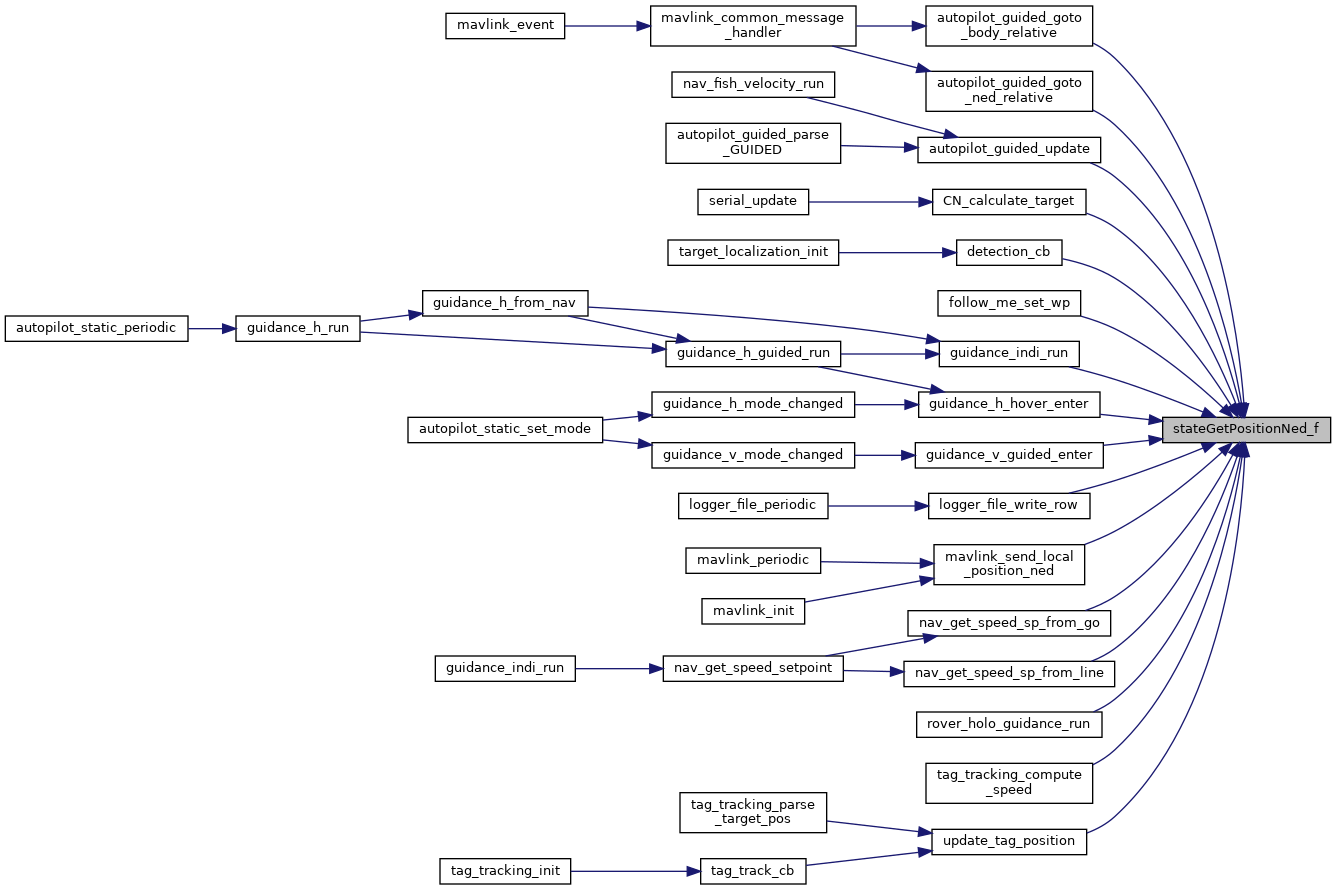 mavlink_event
mavlink_common_message
_handler
autopilot_guided_goto
_body_relative
nav_fish_velocity_run
autopilot_guided_goto
_ned_relative
autopilot_guided_parse
_GUIDED
autopilot_guided_update
serial_update
CN_calculate_target
target_localization_init
detection_cb
guidance_h_from_nav
follow_me_set_wp
autopilot_static_periodic
guidance_h_run
guidance_h_guided_run
guidance_indi_run
guidance_h_mode_changed
guidance_h_hover_enter
autopilot_static_set_mode
stateGetPositionNed_f
guidance_v_mode_changed
guidance_v_guided_enter
logger_file_periodic
logger_file_write_row
mavlink_periodic
mavlink_send_local
_position_ned
mavlink_init
nav_get_speed_sp_from_go
guidance_indi_run
nav_get_speed_setpoint
nav_get_speed_sp_from_line
rover_holo_guidance_run
tag_tracking_compute
_speed
tag_tracking_parse
_target_pos
update_tag_position
tag_tracking_init
tag_track_cb